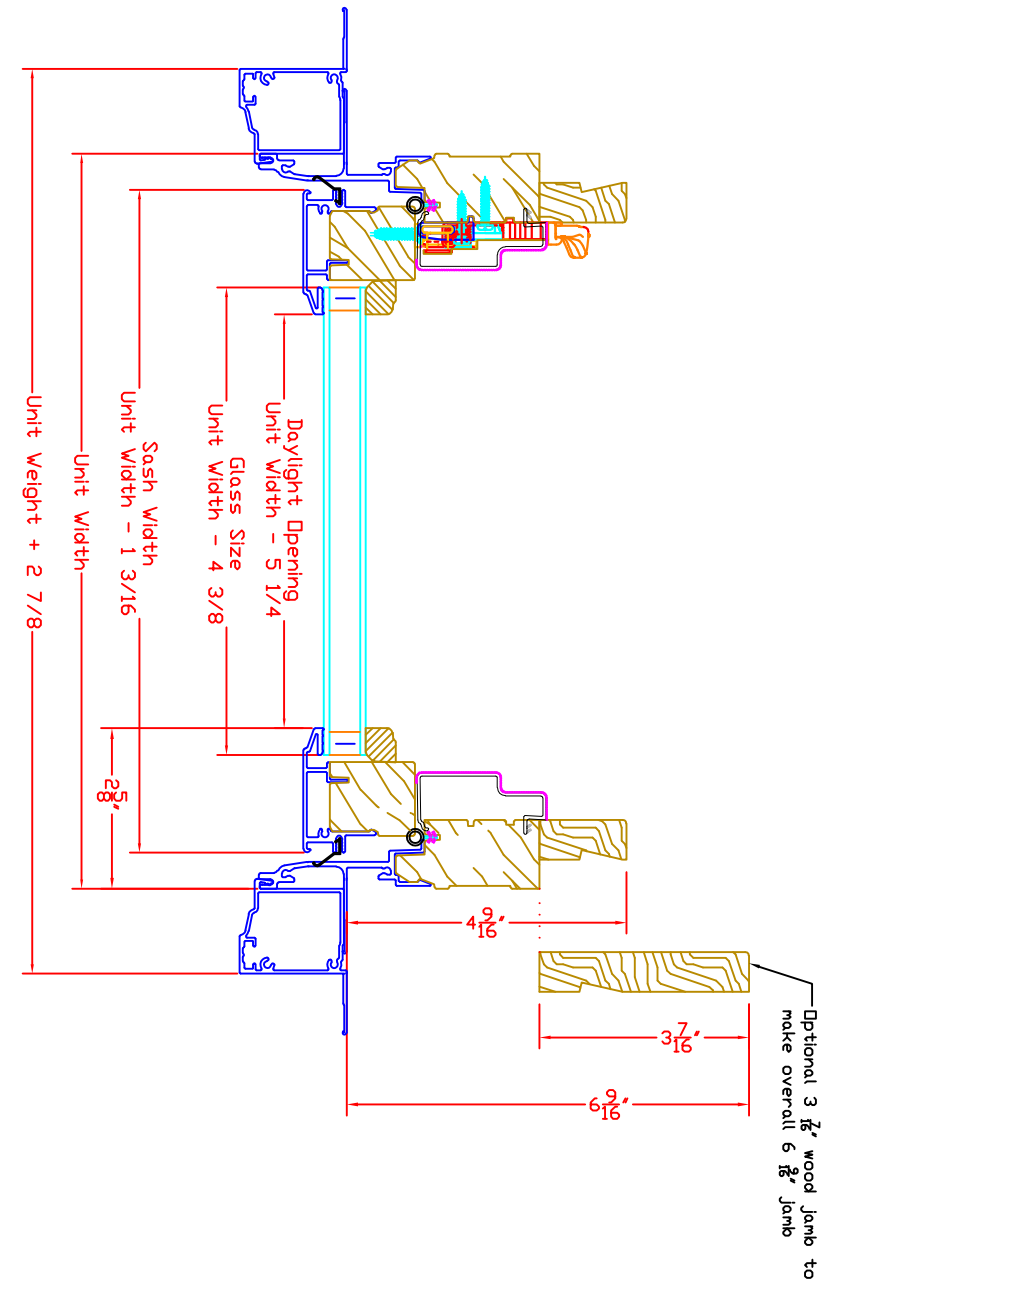 Daylight Opening
Unit Width - 5 1/4
Glass Size
Unit Width - 4 3/8
Sash Width
Unit Width - 1 3/16
Unit Width
Unit Weight + 2 7/8
2 5/8"
4 9/16"
3 7/16"
6 9/16"
Optional 3 7/16" wood jamb to
make overall 6 9/16" jamb